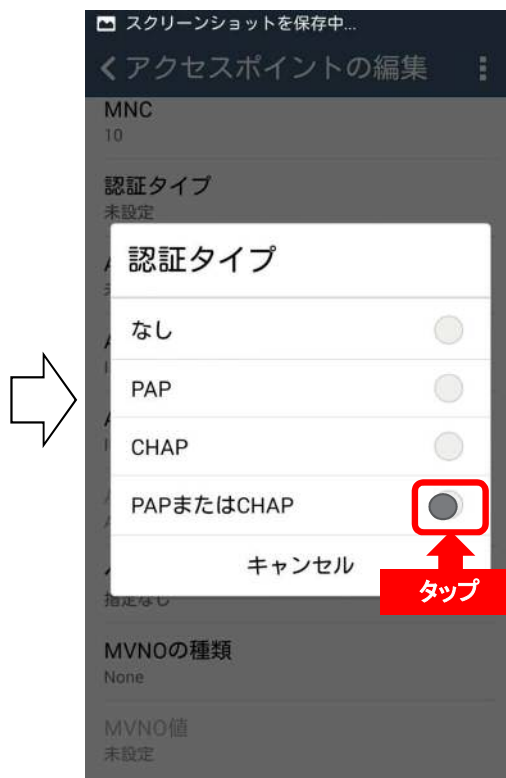 スクリーンショットを保存中...
アクセスポイントの編集
MNC
10
認証タイプ
未設定
認証タイプ
なし
PAP
CHAP
PAPまたはCHAP
キャンセル
タップ
指定なし
MVNOの種類
None
MVNO値
未設定